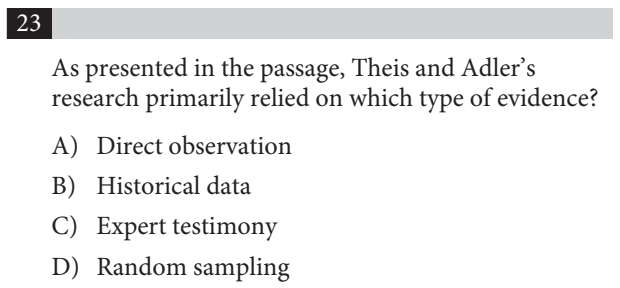 23
As presented in the passage, Theis and Adler’s
research primarily relied on which type of evidence?
A) Direct observation
B) Historical data
C) Expert testimony
D) Random sampling